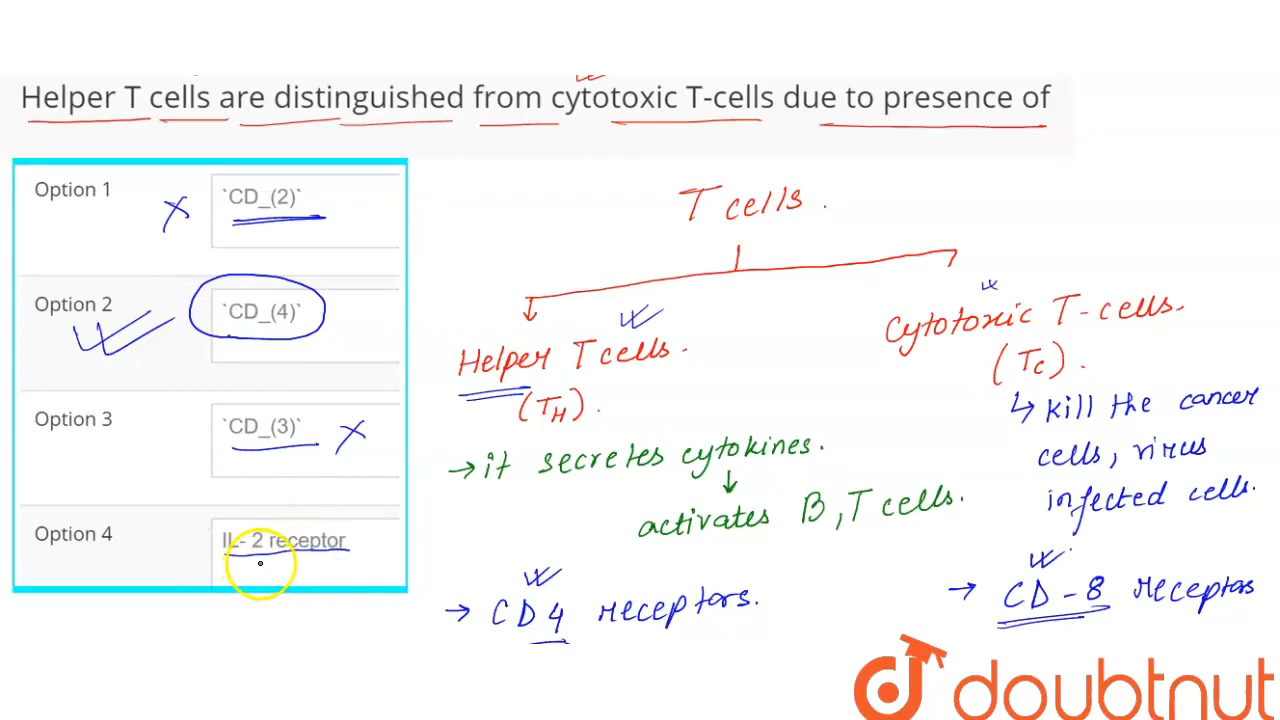 Helper T cells are distinguished from cytotoxic T-cells due to presence of
Option 1
`CD_(2)`
Option 2
`CD_(4)`
Option 3
`CD_(3)`
Option 4
IL- 2 receptor
T cells.
Helper T cells.
(TH).
→ it secretes cytokines.
activates B, T cells.
→ CD4 receptors.
Cytotoxic T-cells.
(Tc).
↳ kill the cancer
cells, virus
infected cells.
→ CD-8 receptors
doubtnut